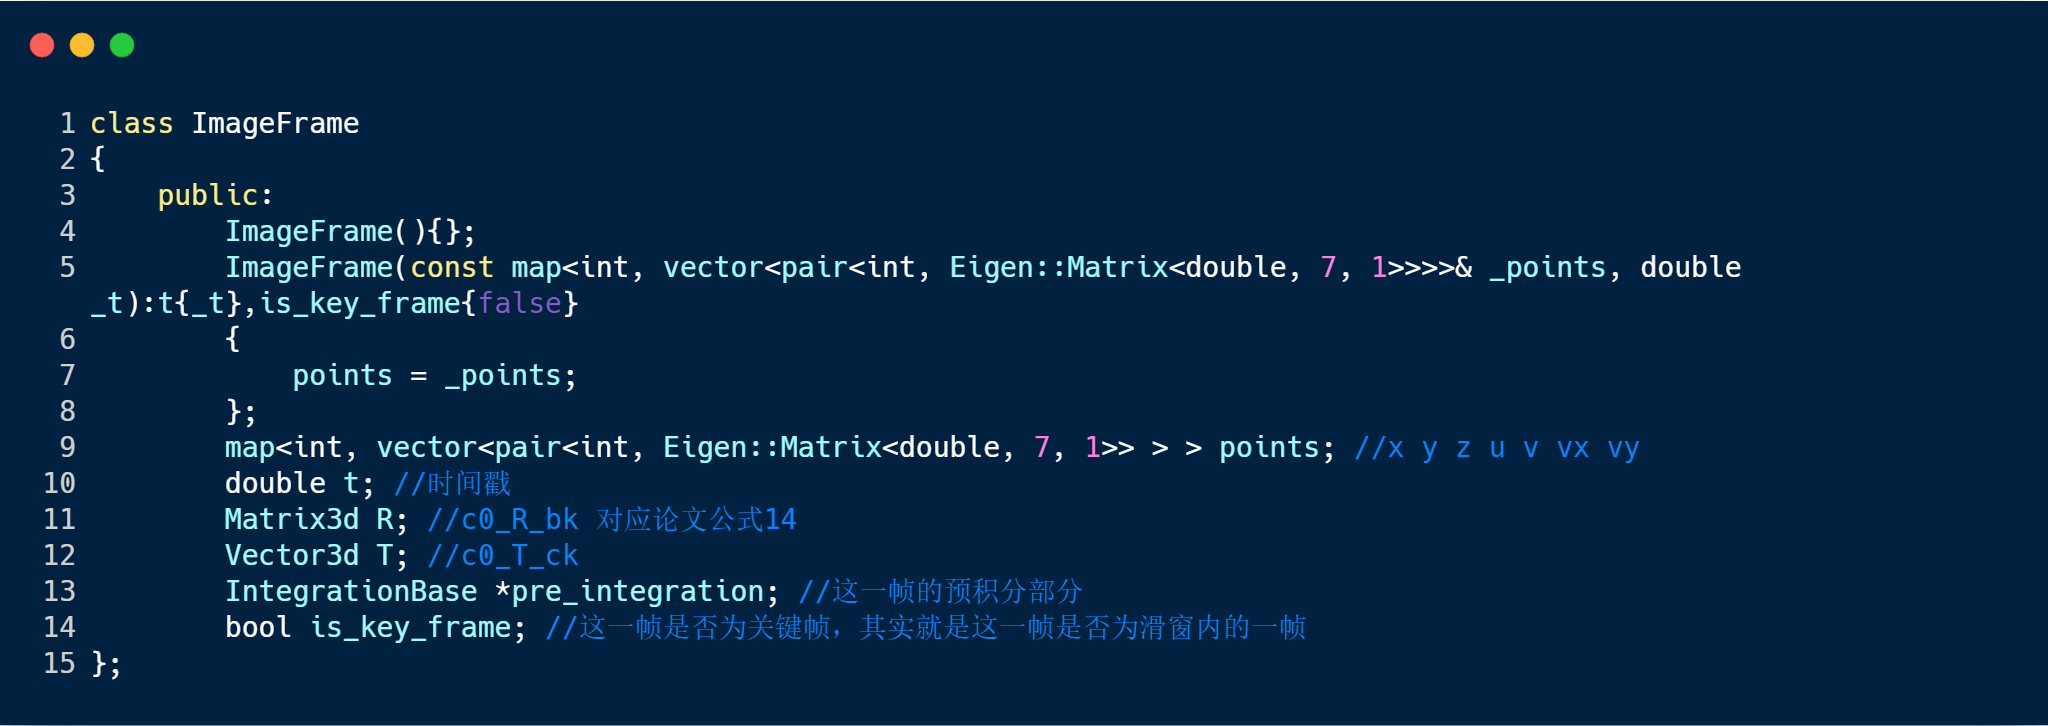 1 class ImageFrame
2 {
3     public:
4         ImageFrame(){};
5         ImageFrame(const map<int, vector<pair<int, Eigen::Matrix<double, 7, 1>>>>& _points, double
_t):t{_t},is_key_frame{false}
6         {
7             points = _points;
8         };
9         map<int, vector<pair<int, Eigen::Matrix<double, 7, 1>> > > points; //x y z u v vx vy
10         double t; //时间戳
11         Matrix3d R; //c0_R_bk 对应论文公式14
12         Vector3d T; //c0_T_ck
13         IntegrationBase *pre_integration; //这一帧的预积分部分
14         bool is_key_frame; //这一帧是否为关键帧，其实就是这一帧是否为滑窗内的一帧
15 };